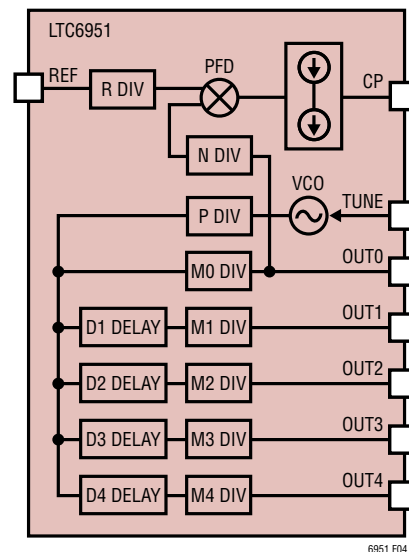 LTC6951
REF
R DIV
PFD
CP
N DIV
VCO
TUNE
P DIV
M0 DIV
OUT0
D1 DELAY
M1 DIV
OUT1
D2 DELAY
M2 DIV
OUT2
D3 DELAY
M3 DIV
OUT3
D4 DELAY
M4 DIV
OUT4
6951 F04